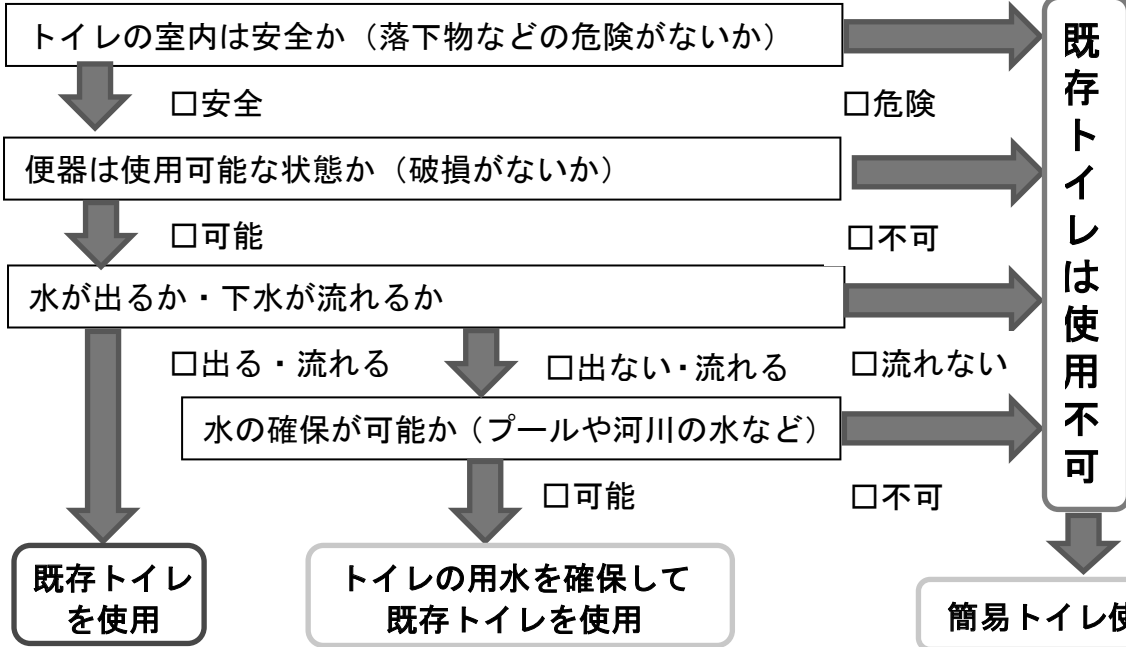 トイレの室内は安全か（落下物などの危険がないか）
□安全
□危険
便器は使用可能な状態か（破損がないか）
□可能
□不可
水が出るか・下水が流れるか
□出る・流れる
□出ない・流れる
□流れない
水の確保が可能か（プールや河川の水など）
□可能
□不可
既存トイレは使用不可
既存トイレ
を使用
トイレの用水を確保して
既存トイレを使用
簡易トイレ使